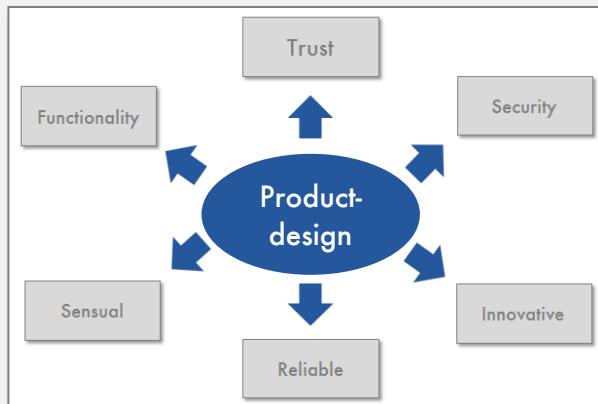 Trust
Functionality
Security
Product-
design
Sensual
Innovative
Reliable